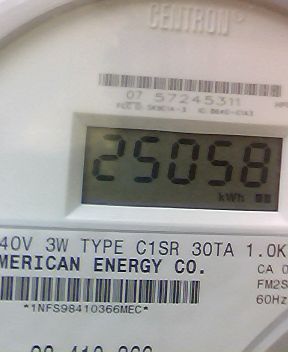 CENTRON®
07 57245311
25058
kWh
40V 3W TYPE C1SR 30TA 1.0K
MERICAN ENERGY CO.
CA 0
FM2S
60Hz
*1NFS98410366MEC*